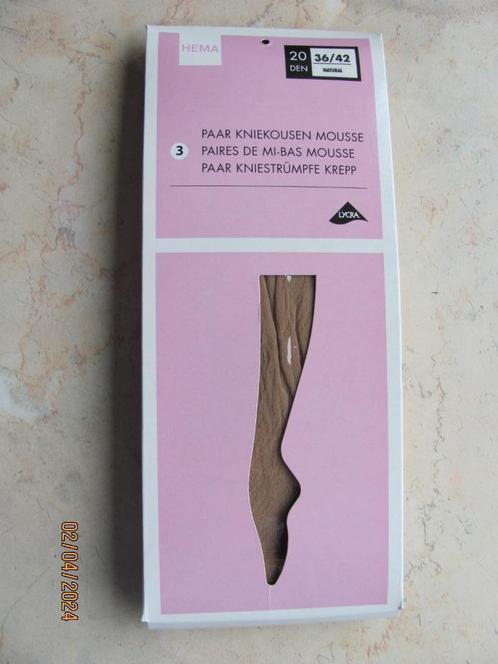 HEMA
20
DEN
36/42
NATURAL
3
PAAR KNIEKOUSEN MOUSSE
PAIRES DE MI-BAS MOUSSE
PAAR KNIESTRÜMPFE KREPP
LYCRA
02/04/2024